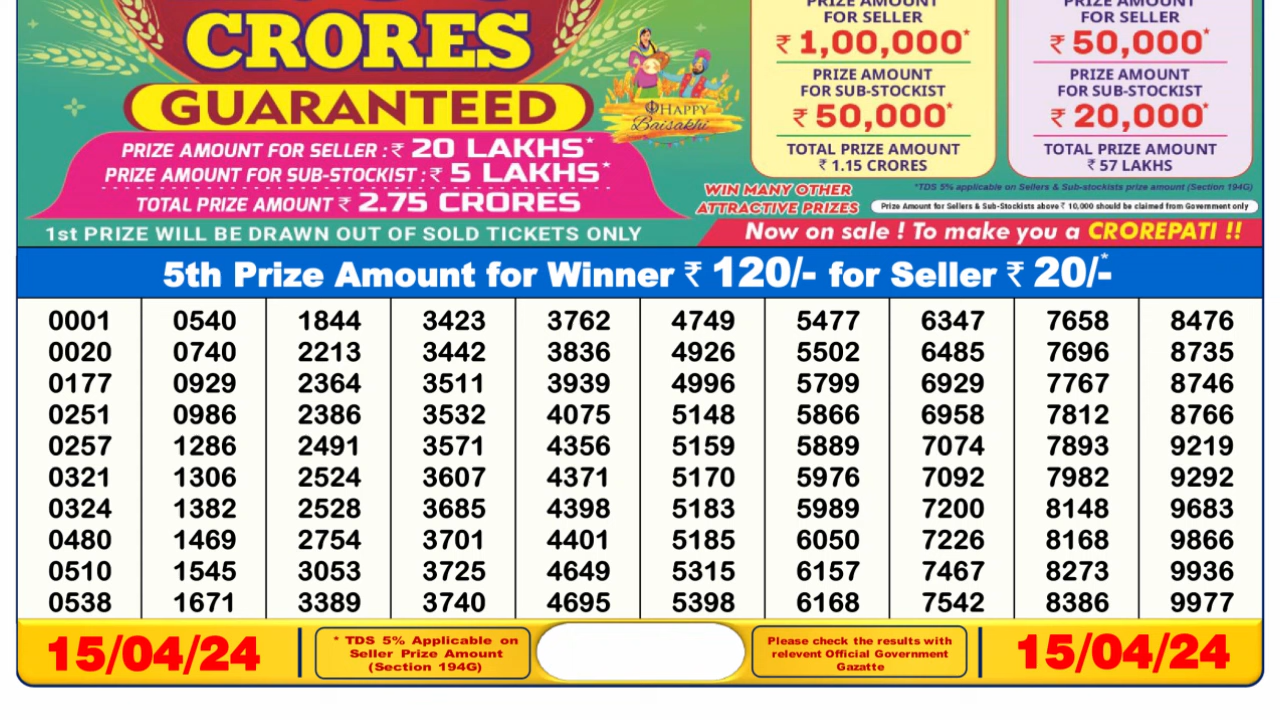 CRORES
GUARANTEED
PRIZE AMOUNT FOR SELLER : ₹ 20 LAKHS*
PRIZE AMOUNT FOR SUB-STOCKIST : ₹ 5 LAKHS*
TOTAL PRIZE AMOUNT ₹ 2.75 CRORES
1st PRIZE WILL BE DRAWN OUT OF SOLD TICKETS ONLY
HAPPY
Baisakhi
PRIZE AMOUNT
FOR SELLER
₹ 1,00,000*
PRIZE AMOUNT
FOR SUB-STOCKIST
₹ 50,000*
TOTAL PRIZE AMOUNT
₹ 1.15 CRORES
PRIZE AMOUNT
FOR SELLER
₹ 50,000*
PRIZE AMOUNT
FOR SUB-STOCKIST
₹ 20,000*
TOTAL PRIZE AMOUNT
₹ 57 LAKHS
WIN MANY OTHER
ATTRACTIVE PRIZES
*TDS 5% applicable on Sellers & Sub-stockists prize amount (Section 194G)
Prize Amount for Sellers & Sub-Stockists above ₹ 10,000 should be claimed from Government only
Now on sale ! To make you a CROREPATI !!
5th Prize Amount for Winner ₹ 120/- for Seller ₹ 20/-*
0001 0540 1844 3423 3762 4749 5477 6347 7658 8476
0020 0740 2213 3442 3836 4926 5502 6485 7696 8735
0177 0929 2364 3511 3939 4996 5799 6929 7767 8746
0251 0986 2386 3532 4075 5148 5866 6958 7812 8766
0257 1286 2491 3571 4356 5159 5889 7074 7893 9219
0321 1306 2524 3607 4371 5170 5976 7092 7982 9292
0324 1382 2528 3685 4398 5183 5989 7200 8148 9683
0480 1469 2754 3701 4401 5185 6050 7226 8168 9866
0510 1545 3053 3725 4649 5315 6157 7467 8273 9936
0538 1671 3389 3740 4695 5398 6168 7542 8386 9977
15/04/24
* TDS 5% Applicable on
Seller Prize Amount
(Section 194G)
Please check the results with
relevent Official Government
Gazatte
15/04/24